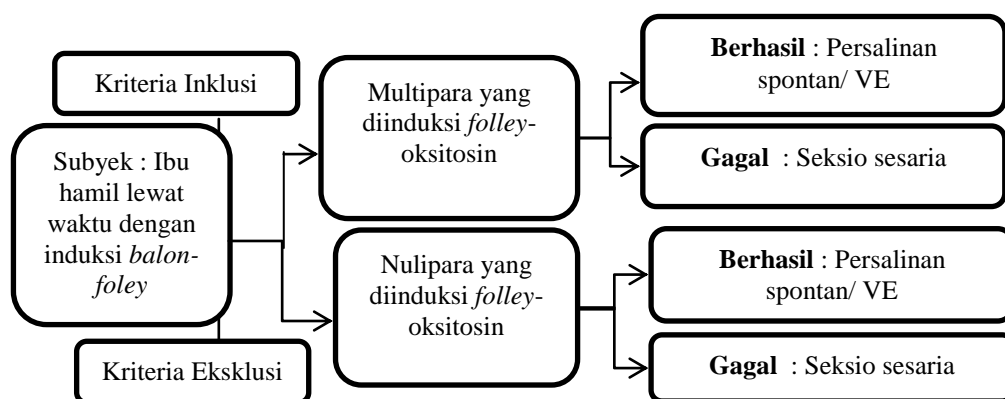 Kriteria Inklusi
Subyek : Ibu
hamil lewat
waktu dengan
induksi balon-
foley
Kriteria Eksklusi
Multipara yang
diinduksi folley-
oksitosin
Nulipara yang
diinduksi folley-
oksitosin
Berhasil : Persalinan
spontan/ VE
Gagal : Seksio sesaria
Berhasil : Persalinan
spontan/ VE
Gagal : Seksio sesaria